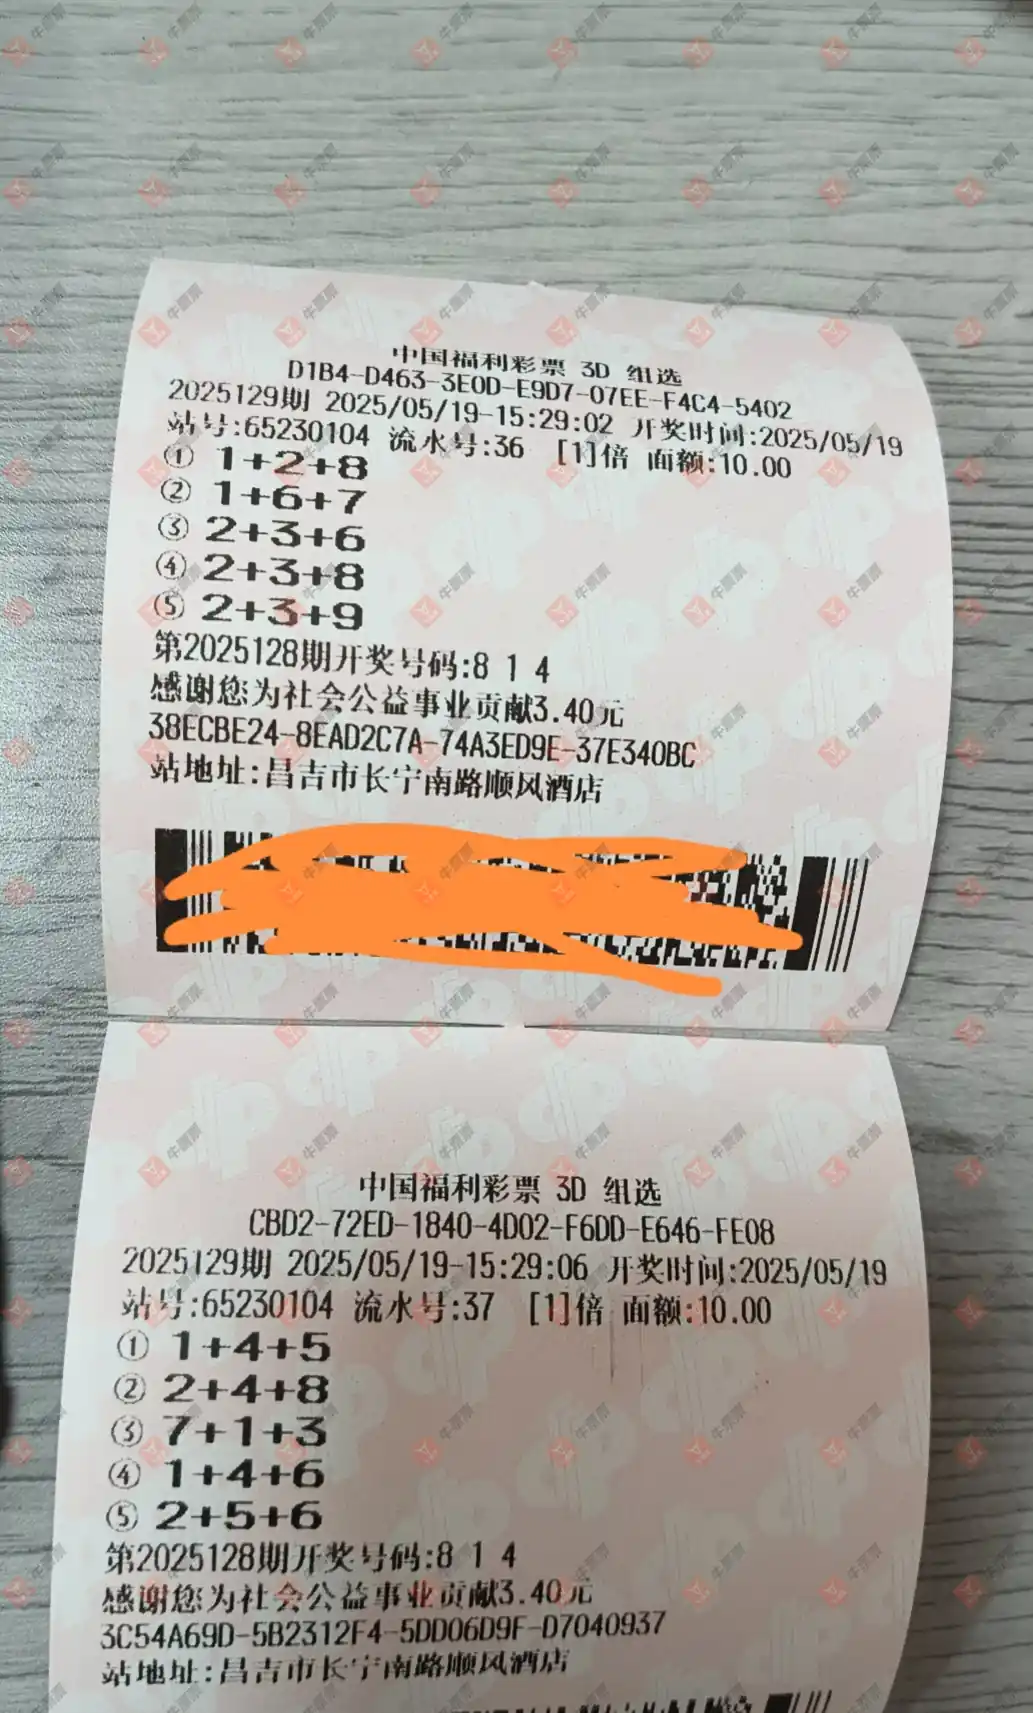 中国福利彩票 3D 组选
D1B4-D463-3E0D-E9D7-07EE-F4C4-5402
2025129期 2025/05/19-15:29:02 开奖时间:2025/05/19
站号:65230104 流水号:36 [1]倍 面额:10.00
① 1+2+8
② 1+6+7
③ 2+3+6
④ 2+3+8
⑤ 2+3+9
第2025128期开奖号码:8 1 4
感谢您为社会公益事业贡献3.40元
38ECBE24-8EAD2C7A-74A3ED9E-37E340BC
站地址:昌吉市长宁南路顺风酒店
中国福利彩票 3D 组选
CBD2-72ED-1840-4D02-F6DD-E646-FE08
2025129期 2025/05/19-15:29:06 开奖时间:2025/05/19
站号:65230104 流水号:37 [1]倍 面额:10.00
① 1+4+5
② 2+4+8
③ 7+1+3
④ 1+4+6
⑤ 2+5+6
第2025128期开奖号码:8 1 4
感谢您为社会公益事业贡献3.40元
3C54A69D-5B2312F4-5DD06D9F-D7040937
站地址:昌吉市长宁南路顺风酒店